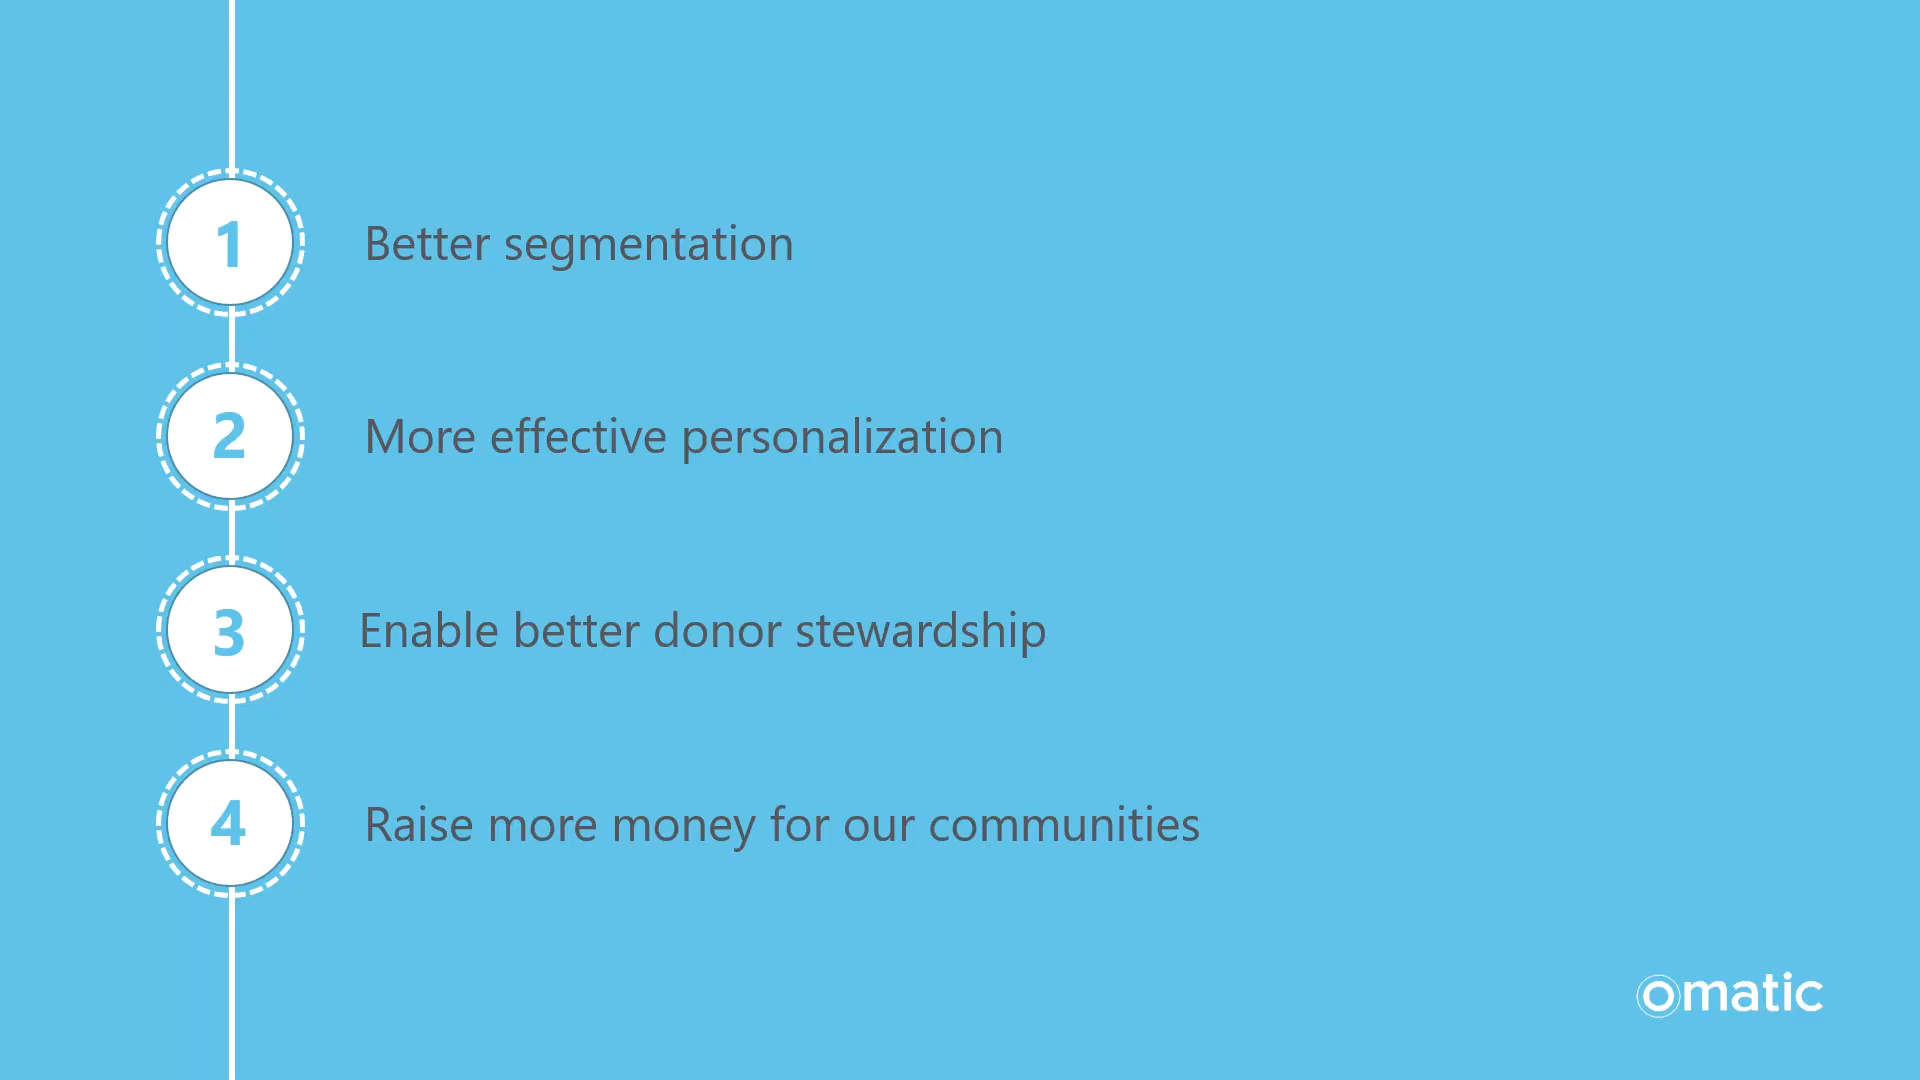 1
Better segmentation
2
More effective personalization
3
Enable better donor stewardship
4
Raise more money for our communities
omatic